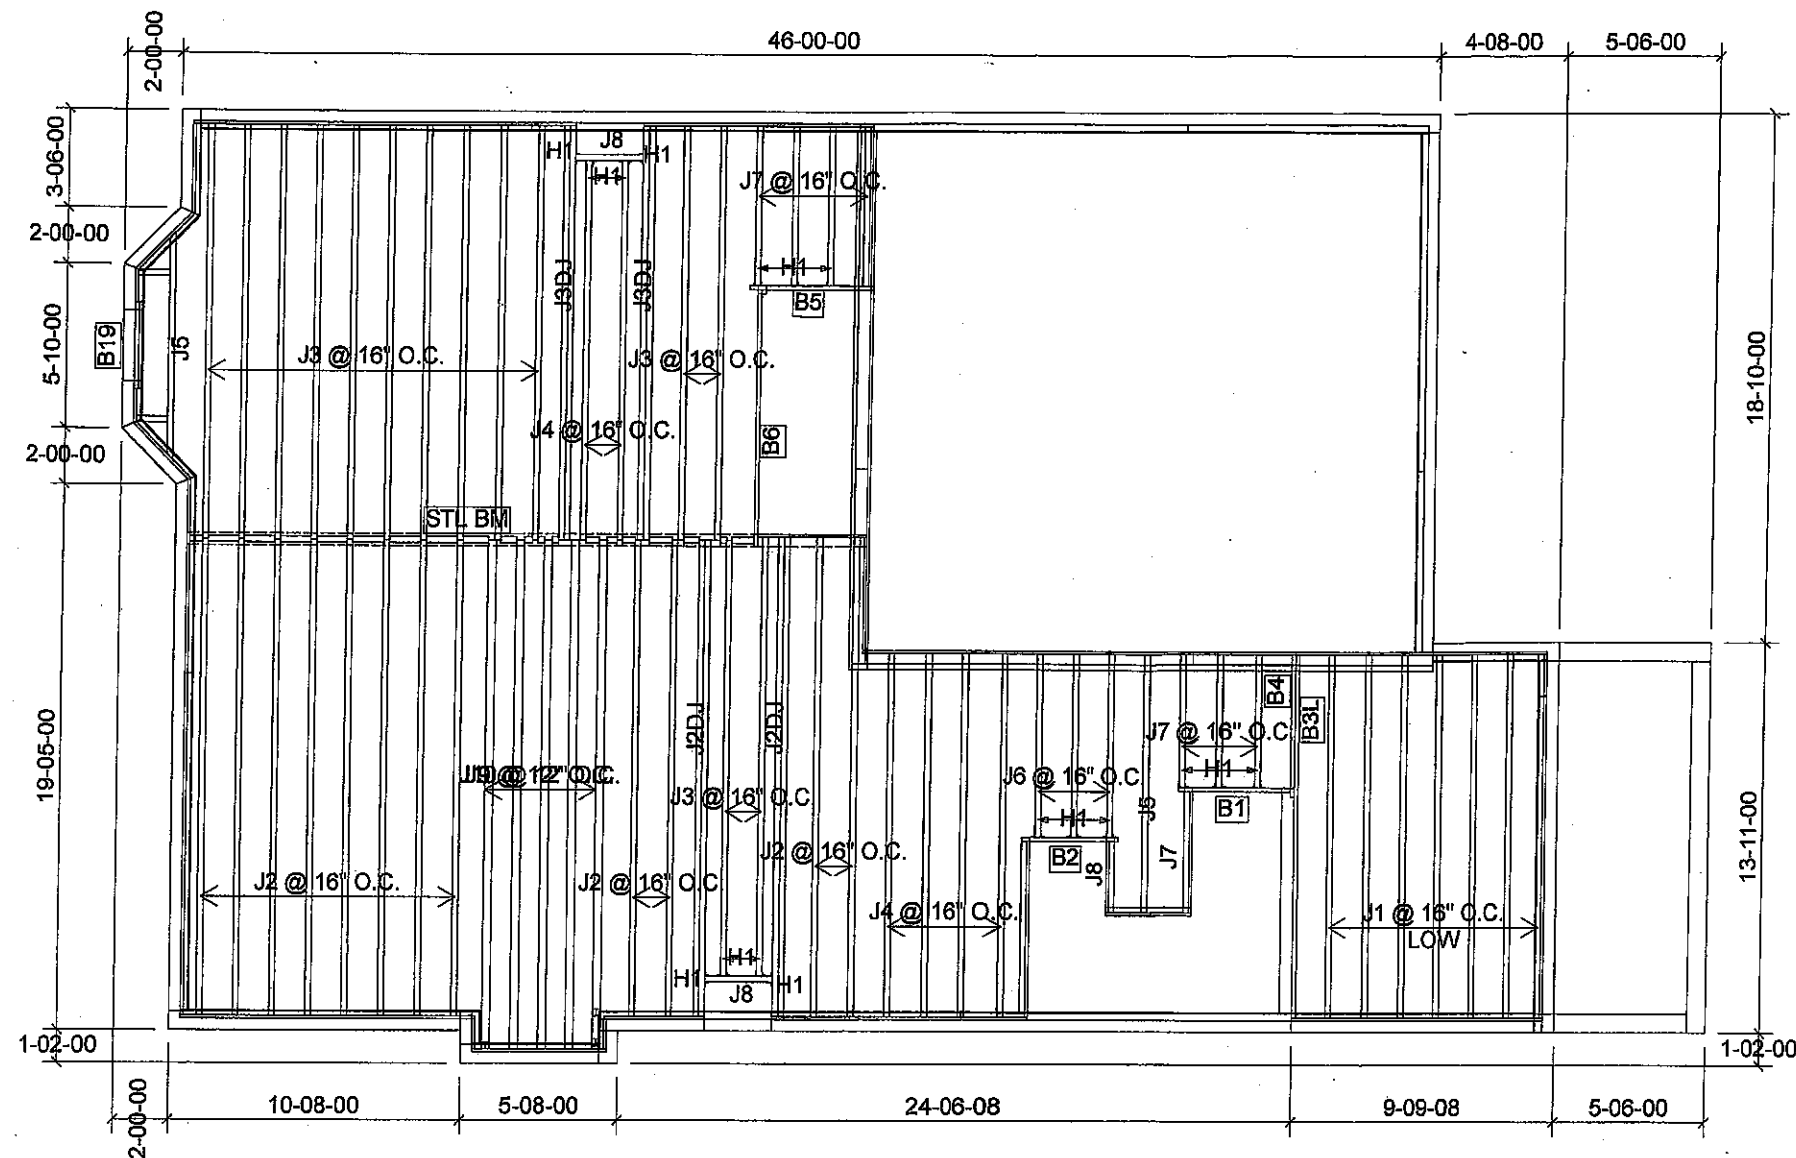 2-00-00
46-00-00
4-08-00
5-06-00
3-06-00
2-00-00
5-10-00
2-00-00
19-05-00
1-02-00
18-10-00
13-11-00
1-02-00
H1
J8
H1
H1
J7 @ 16" O.C.
H1
B5
B19
J5
J3DJ
J3DJ
J3 @ 16" O.C.
J3 @ 16" O.C.
J4 @ 16" O.C.
B6
STL BM
J2DJ
J2DJ
B4
B3L
J7 @ 16" O.C.
H1
B1
J6 @ 16" O.C.
H1
B2
J5
J8
J7
J3 @ 16" O.C.
J2 @ 16" O.C.
J2 @ 16" O.C.
J2 @ 16" O.C.
J4 @ 16" O.C.
J1 @ 16" O.C.
LOW
H1
H1
J8
H1
2-00-00
10-08-00
5-08-00
24-06-08
9-09-08
5-06-00